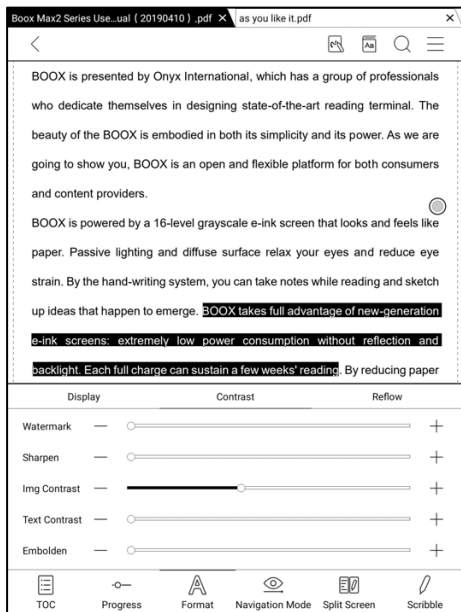 Boox Max2 Series Use...ual ( 20190410 ) .pdf ×
as you like it.pdf ×
Aa
BOOX is presented by Onyx International, which has a group of professionals
who dedicate themselves in designing state-of-the-art reading terminal. The
beauty of the BOOX is embodied in both its simplicity and its power. As we are
going to show you, BOOX is an open and flexible platform for both consumers
and content providers.
BOOX is powered by a 16-level grayscale e-ink screen that looks and feels like
paper. Passive lighting and diffuse surface relax your eyes and reduce eye
strain. By the hand-writing system, you can take notes while reading and sketch
up ideas that happen to emerge. BOOX takes full advantage of new-generation
e-ink screens: extremely low power consumption without reflection and
backlight. Each full charge can sustain a few weeks' reading. By reducing paper
Display Contrast Reflow
Watermark
Sharpen
Img Contrast
Text Contrast
Embolden
TOC Progress Format Navigation Mode Split Screen Scribble